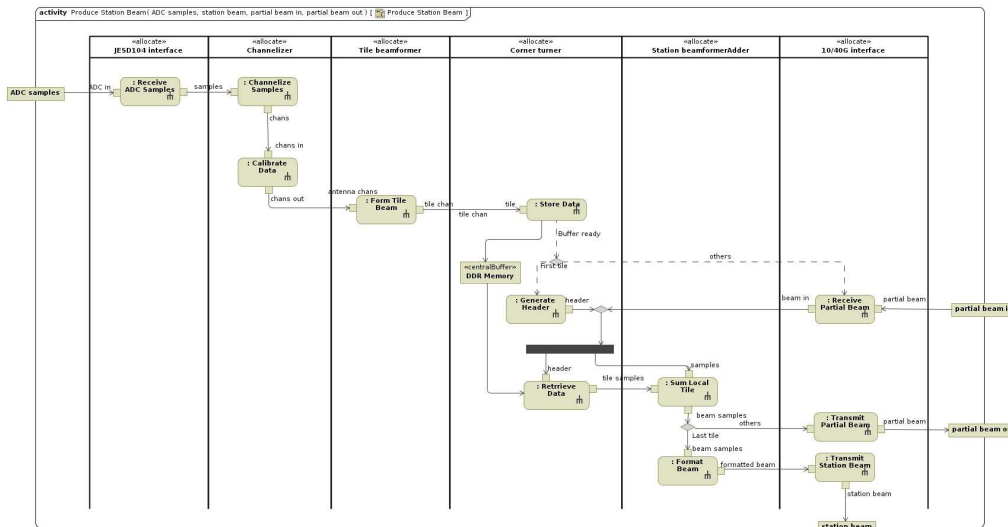 activity Produce Station Beam( ADC samples, station beam, partial beam in, partial beam out ) [ Produce Station Beam ]
«allocate»
JESD104 interface
«allocate»
Channelizer
«allocate»
Tile beamformer
«allocate»
Corner turner
«allocate»
Station beamformerAdder
«allocate»
10/40G interface
ADC samples
ADC in
: Receive
ADC Samples
samples
: Channelize
Samples
chans
chans in
: Calibrate
Data
chans out
antenna chans
: Form Tile
Beam
tile chan
tile chan
tile
: Store Data
Buffer ready
«centralBuffer»
DDR Memory
First tile
others
: Generate
Header
header
beam in
: Receive
Partial Beam
partial beam
partial beam i
header
samples
: Retrrieve
Data
tile samples
: Sum Local
Tile
beam samples
others
Last tile
: Transmit
Partial Beam
partial beam
partial beam o
beam samples
: Format
Beam
formatted beam
: Transmit
Station Beam
station beam
station beam